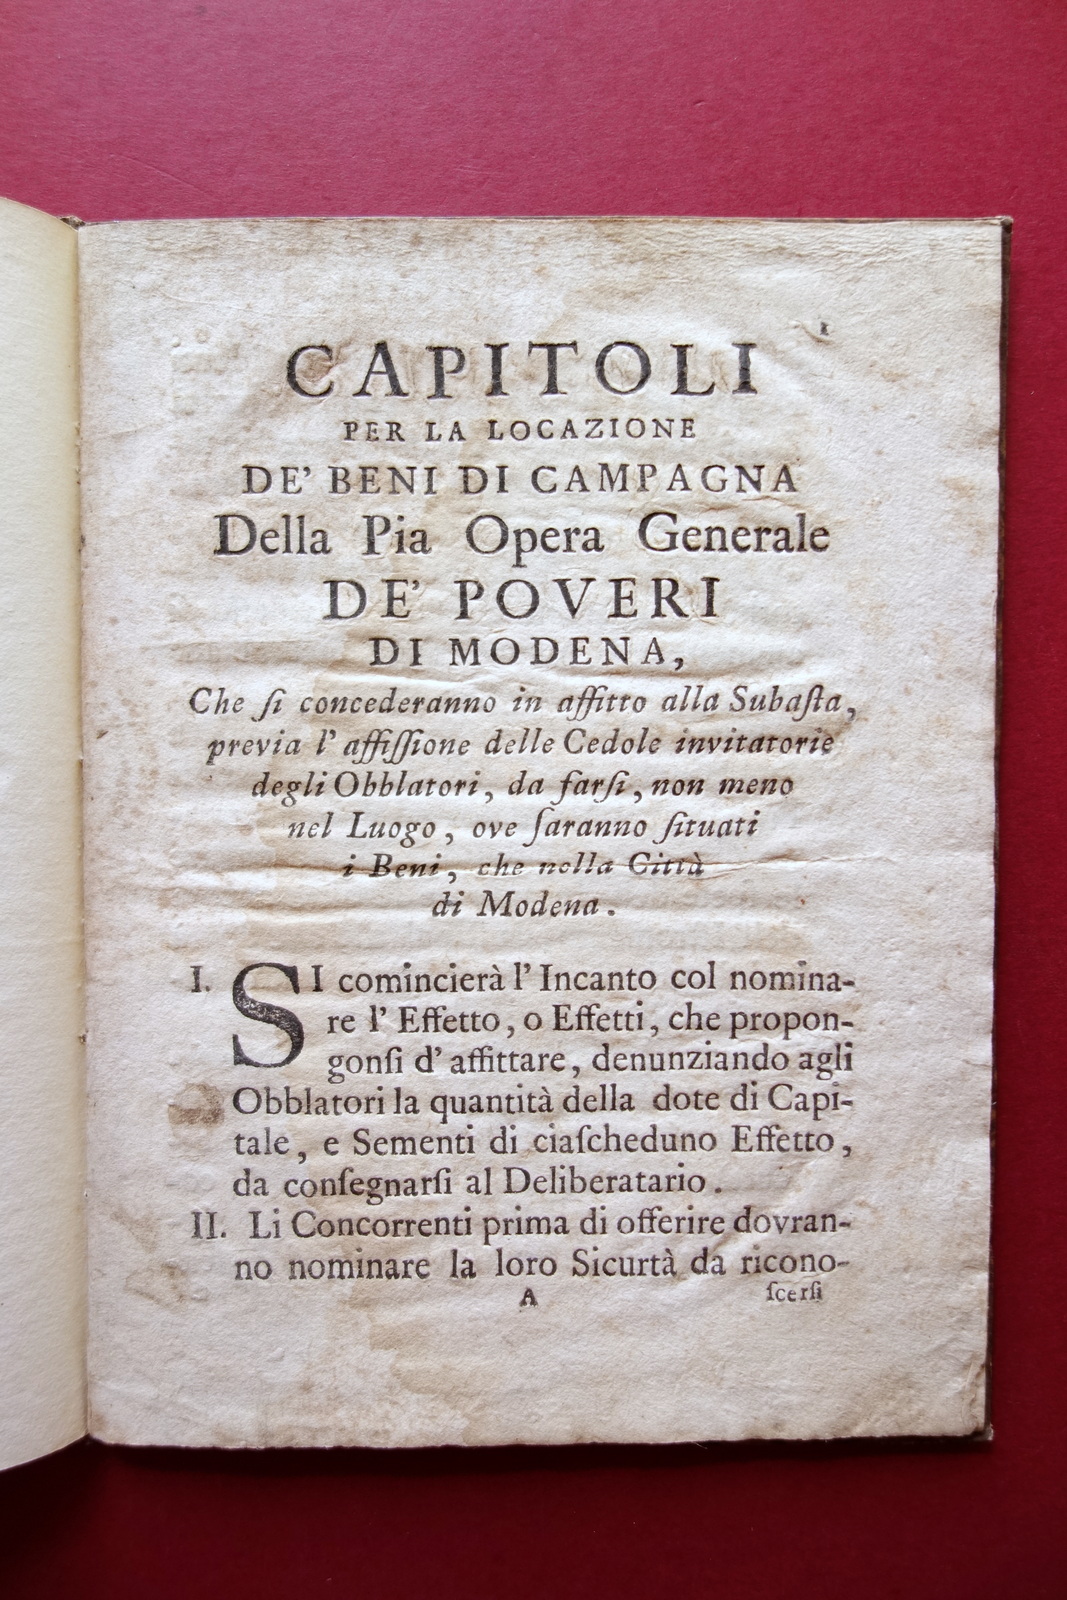 CAPITOLI
PER LA LOCAZIONE
DE' BENI DI CAMPAGNA
Della Pia Opera Generale
DE' POVERI
DI MODENA,
Che ſi concederanno in affitto alla Subaſta,
previa l' affiſſione delle Cedole invitatorie
degli Obblatori, da farſi, non meno
nel Luogo, ove ſaranno ſituati
i Beni, che nella Città
di Modena.
I. SI comincierà l' Incanto col nomina-
re l' Effetto, o Effetti, che propon-
gonſi d' affittare, denunziando agli
Obblatori la quantità della dote di Capi-
tale, e Sementi di ciaſcheduno Effetto,
da conſegnarſi al Deliberatario.
II. Li Concorrenti prima di offerire dovran-
no nominare la loro Sicurtà da ricono-
A ſcerſi